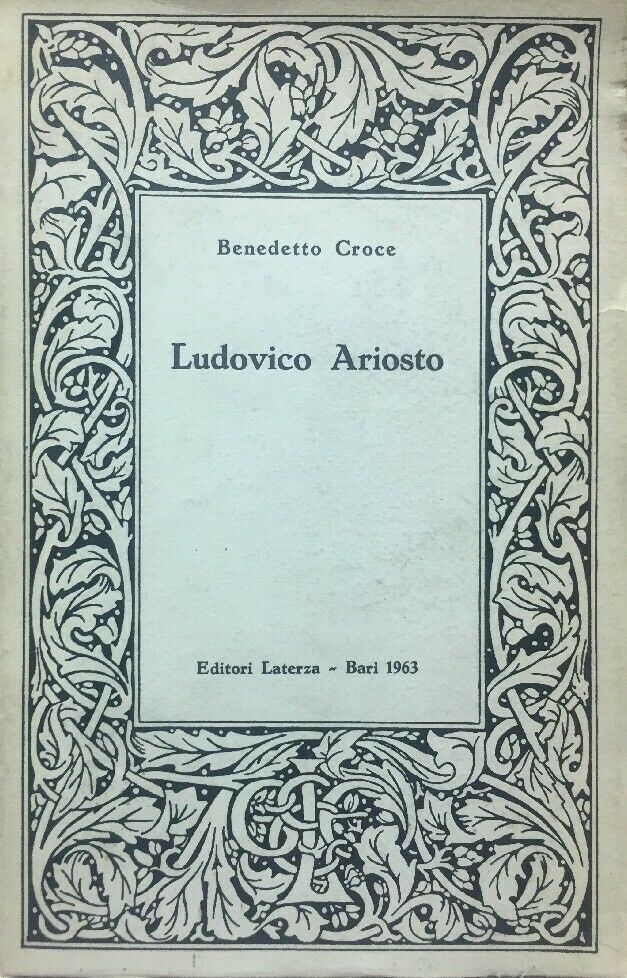 Benedetto Croce
Ludovico Ariosto
Editori Laterza - Bari 1963